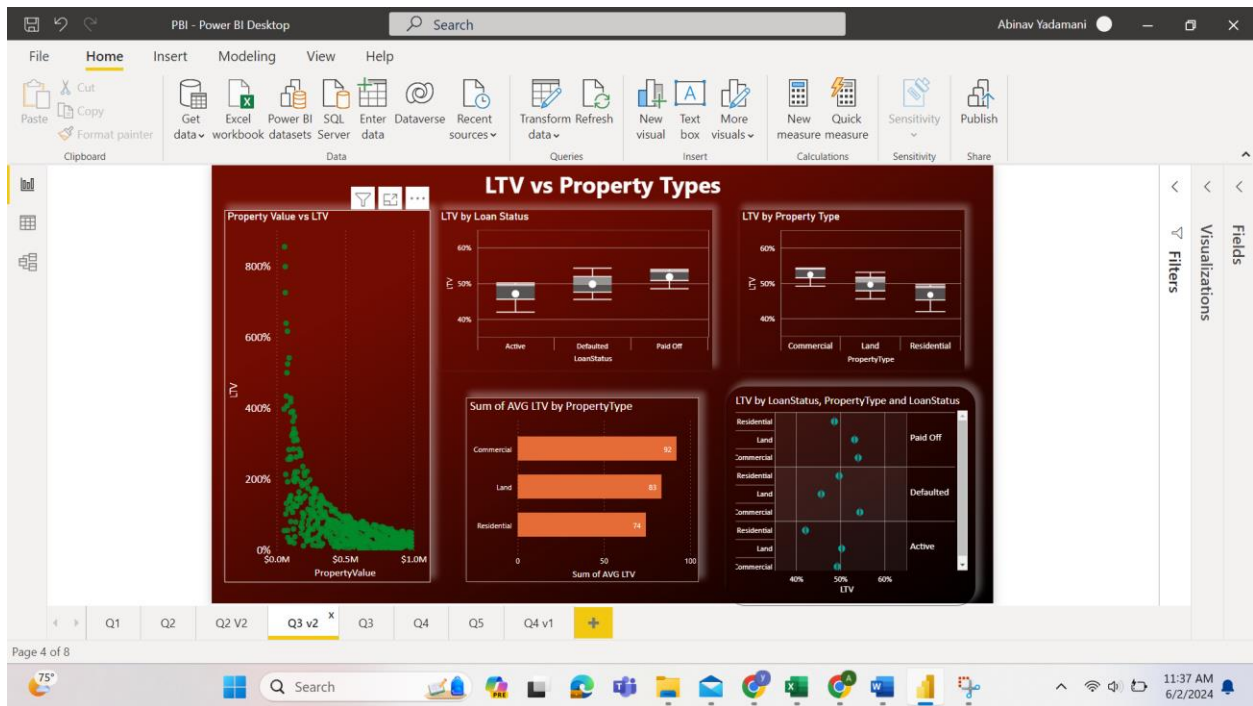 PBI - Power BI Desktop
Search
Abinav Yadamani
File Home Insert Modeling View Help
Paste
Cut
Copy
Format painter
Clipboard
Get data
Excel workbook
Power BI datasets
SQL Server
Enter data
Dataverse
Recent sources
Data
Transform data
Refresh
Queries
New visual
Text box
More visuals
Insert
New measure
Quick measure
Calculations
Sensitivity
Sensitivity
Publish
Share
LTV vs Property Types
Property Value vs LTV
800%
600%
400%
200%
0%
LTV
$0.0M $0.5M $1.0M
PropertyValue
LTV by Loan Status
60%
50%
40%
LTV
Active Defaulted Paid Off
LoanStatus
LTV by Property Type
60%
50%
40%
LTV
Commercial Land Residential
PropertyType
Sum of AVG LTV by PropertyType
Commercial 92
Land 83
Residential 74
0 50 100
Sum of AVG LTV
LTV by LoanStatus, PropertyType and LoanStatus
Residential
Land Paid Off
Commercial
Residential
Land Defaulted
Commercial
Residential
Land Active
Commercial
40% 50% 60%
LTV
Filters
Visualizations
Fields
Q1 Q2 Q2 V2 Q3 v2 x Q3 Q4 Q5 Q4 v1 +
Page 4 of 8
75°
Search
PRE
11:37 AM
6/2/2024